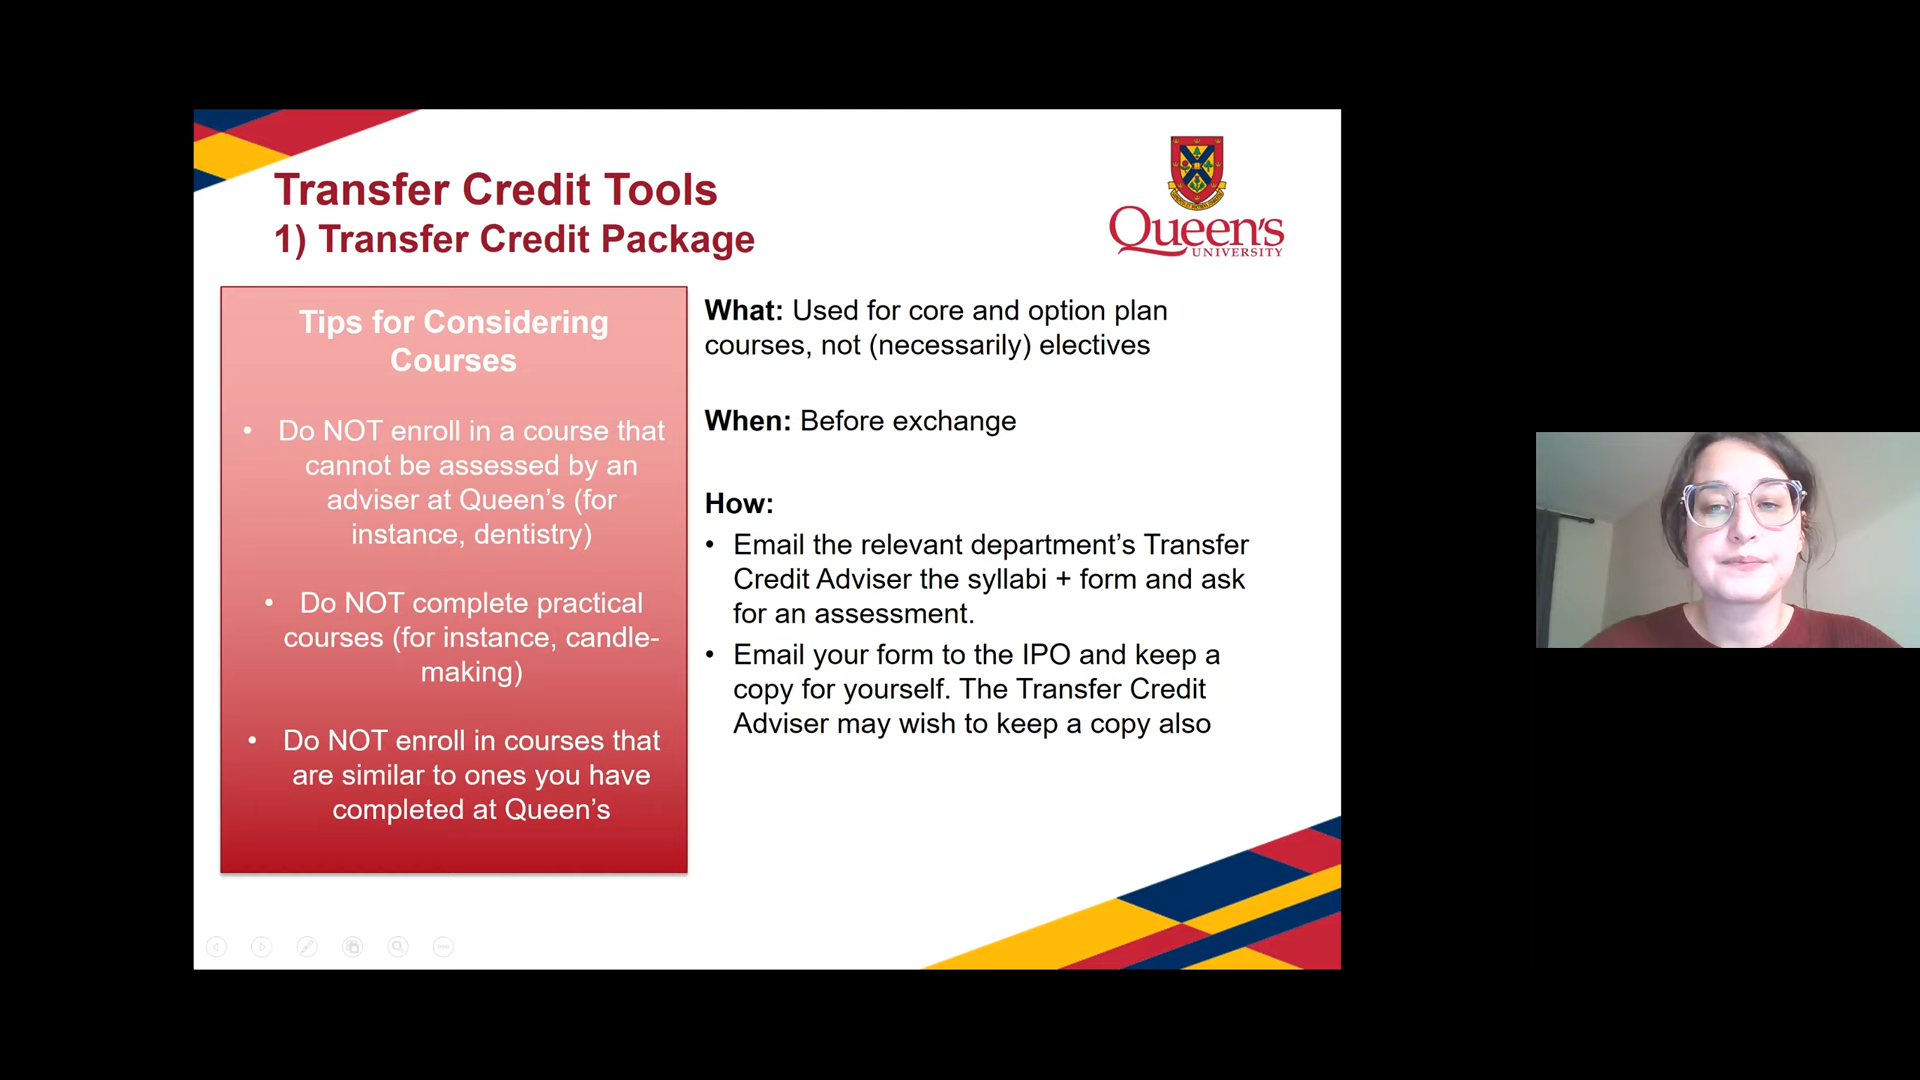 Transfer Credit Tools
1) Transfer Credit Package
Queen's
UNIVERSITY
Tips for Considering
Courses
• Do NOT enroll in a course that
cannot be assessed by an
adviser at Queen’s (for
instance, dentistry)
• Do NOT complete practical
courses (for instance, candle-
making)
• Do NOT enroll in courses that
are similar to ones you have
completed at Queen’s
What: Used for core and option plan
courses, not (necessarily) electives
When: Before exchange
How:
• Email the relevant department’s Transfer
Credit Adviser the syllabi + form and ask
for an assessment.
• Email your form to the IPO and keep a
copy for yourself. The Transfer Credit
Adviser may wish to keep a copy also